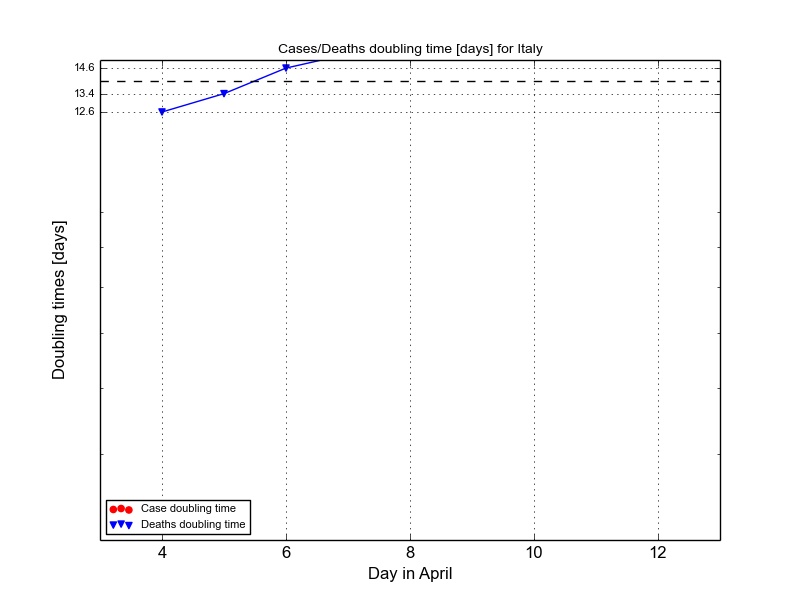 Cases/Deaths doubling time [days] for Italy
14.6
13.4
12.6
Doubling times [days]
Case doubling time
Deaths doubling time
4 6 8 10 12
Day in April